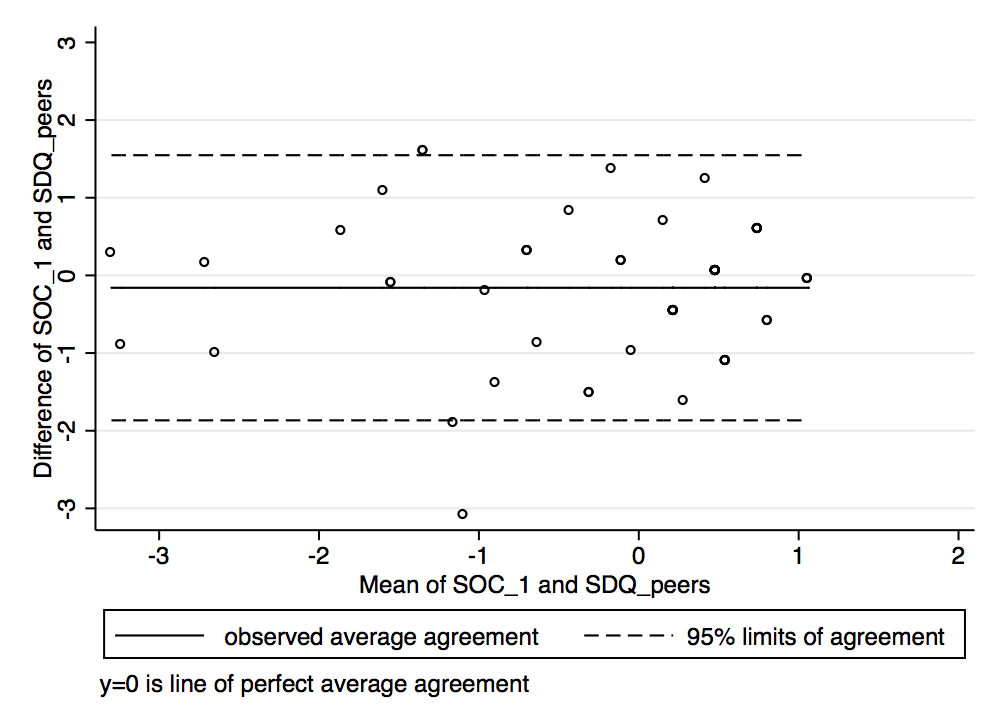 Difference of SOC_1 and SDQ_peers
3
2
1
0
-1
-2
-3
-3 -2 -1 0 1 2
Mean of SOC_1 and SDQ_peers
observed average agreement 95% limits of agreement
y=0 is line of perfect average agreement